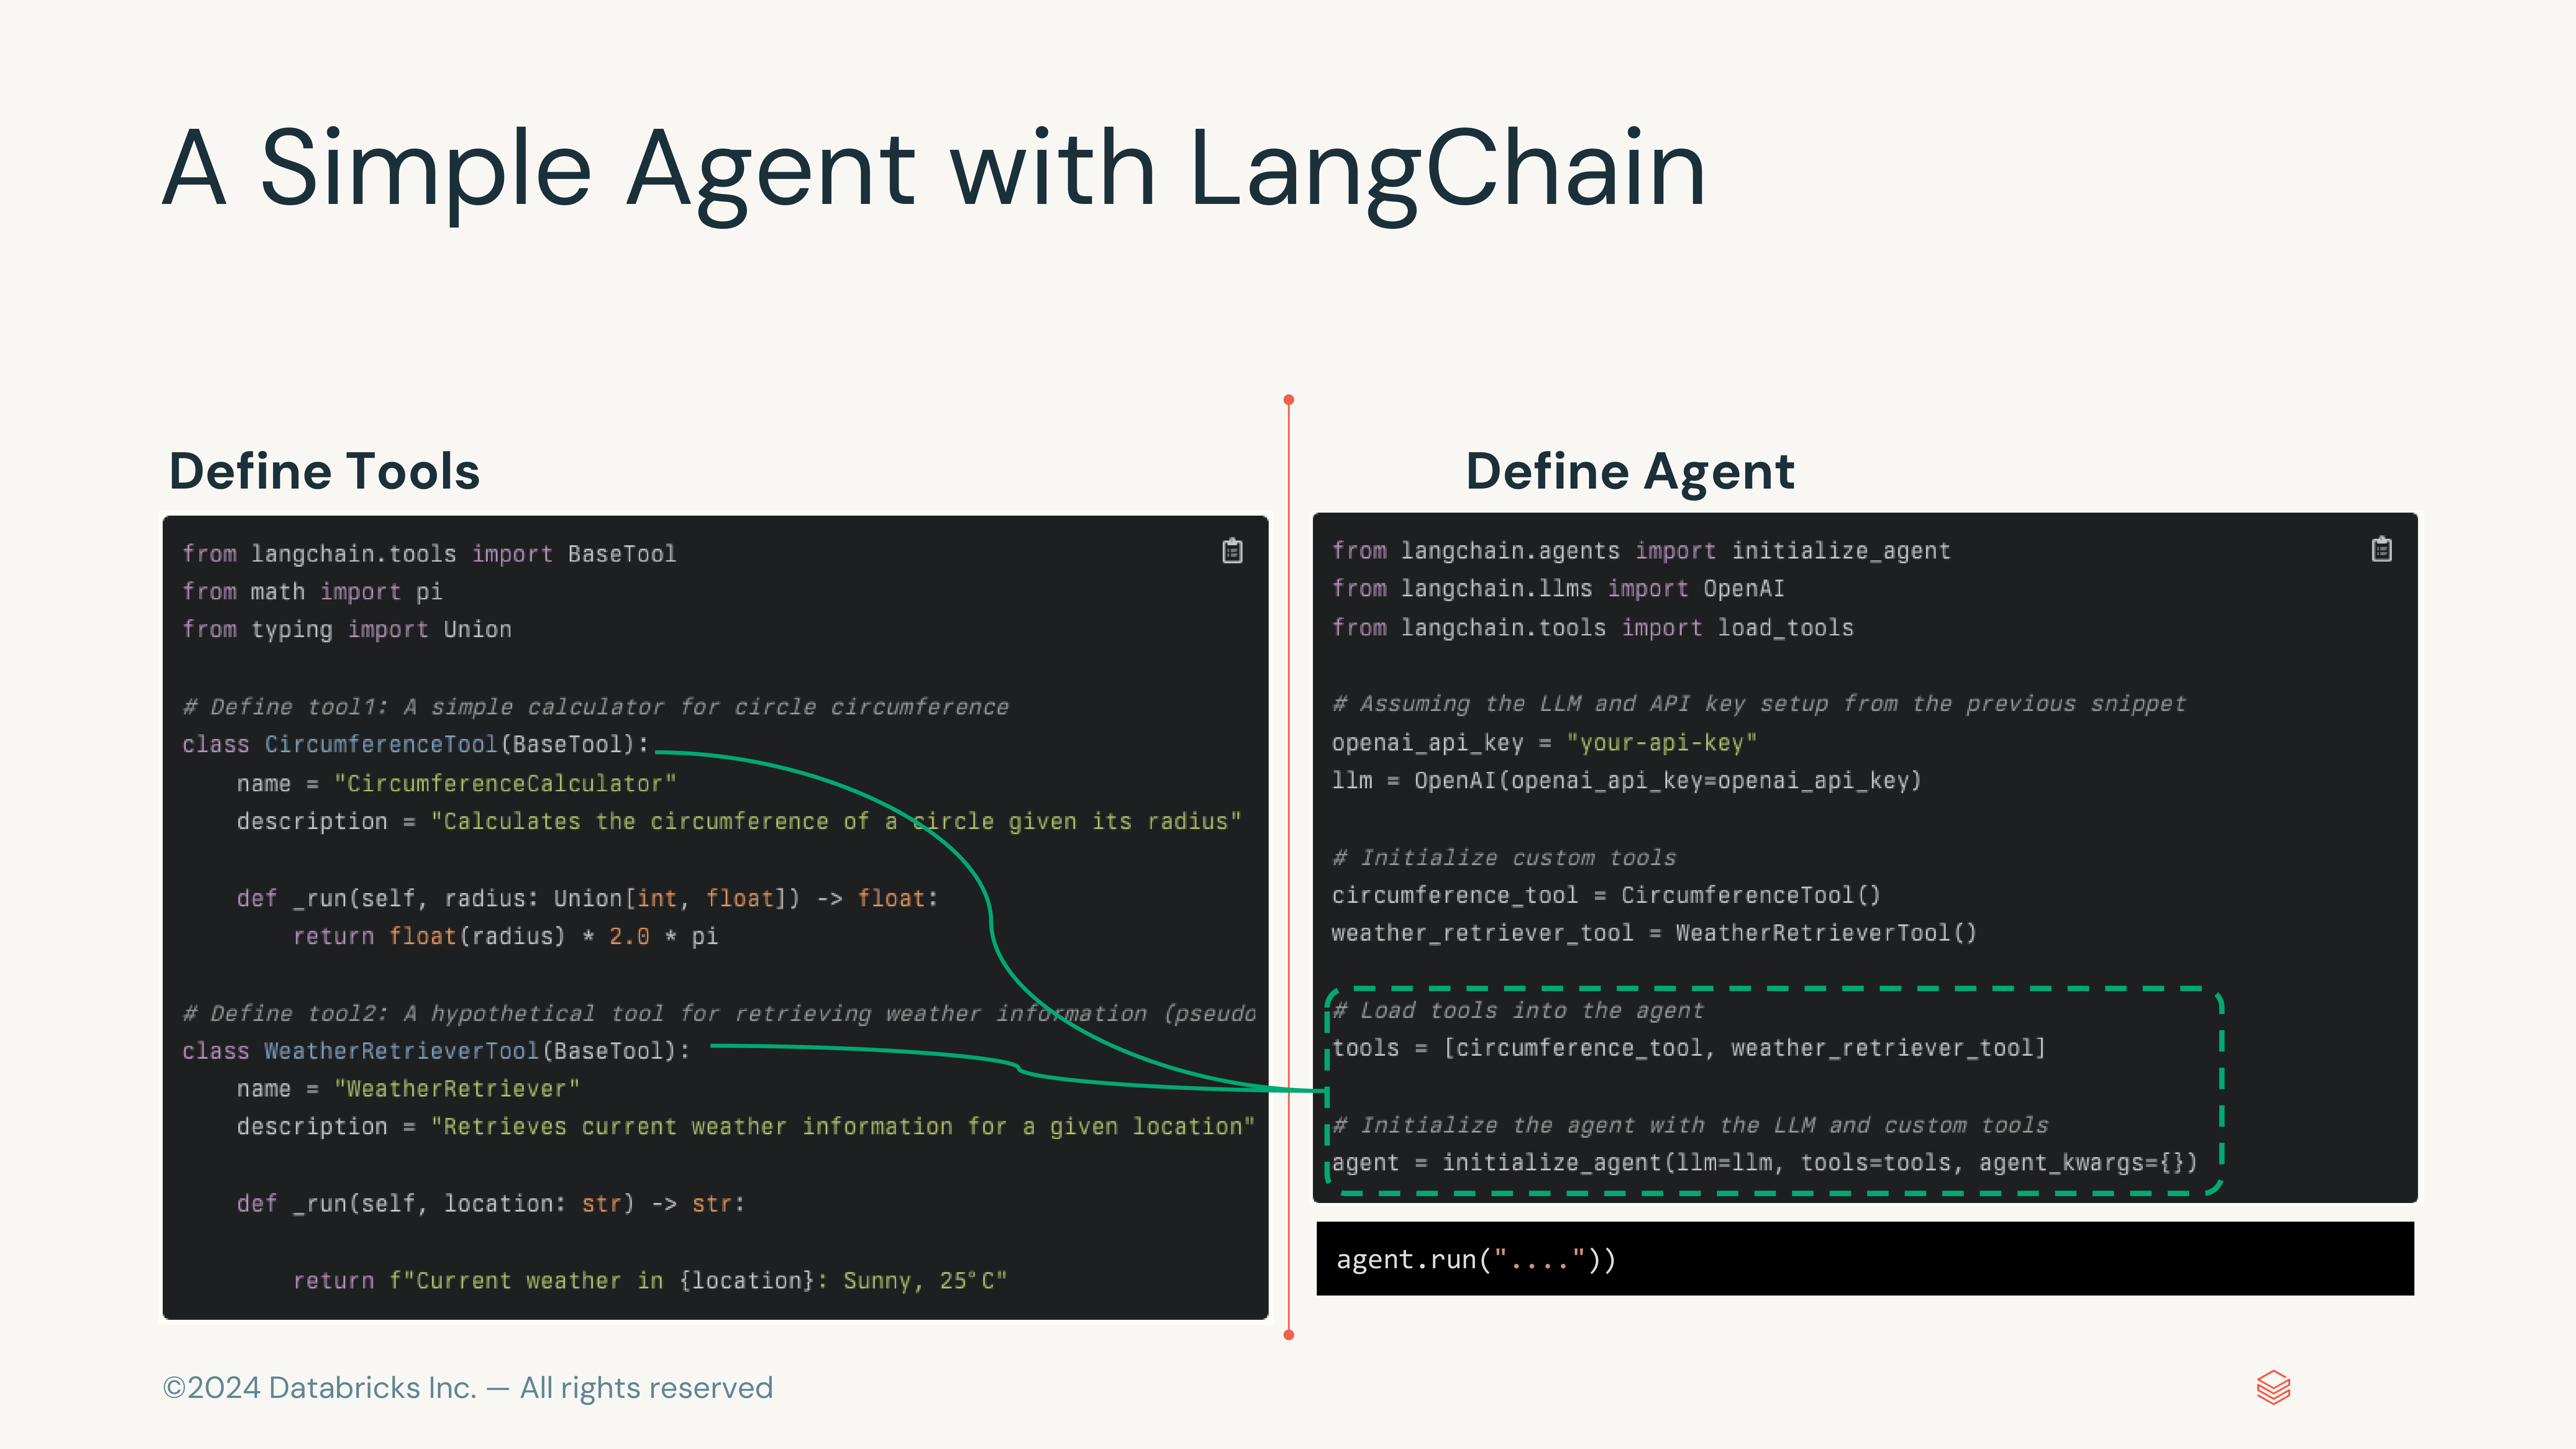 A Simple Agent with LangChain
Define Tools
from langchain.tools import BaseTool
from math import pi
from typing import Union
# Define tool1: A simple calculator for circle circumference
class CircumferenceTool(BaseTool):
    name = "CircumferenceCalculator"
    description = "Calculates the circumference of a circle given its radius"
    def _run(self, radius: Union[int, float]) -> float:
        return float(radius) * 2.0 * pi
# Define tool2: A hypothetical tool for retrieving weather information (pseudo
class WeatherRetrieverTool(BaseTool):
    name = "WeatherRetriever"
    description = "Retrieves current weather information for a given location"
    def _run(self, location: str) -> str:
        return f"Current weather in {location}: Sunny, 25°C"
Define Agent
from langchain.agents import initialize_agent
from langchain.llms import OpenAI
from langchain.tools import load_tools
# Assuming the LLM and API key setup from the previous snippet
openai_api_key = "your-api-key"
llm = OpenAI(openai_api_key=openai_api_key)
# Initialize custom tools
circumference_tool = CircumferenceTool()
weather_retriever_tool = WeatherRetrieverTool()
# Load tools into the agent
tools = [circumference_tool, weather_retriever_tool]
# Initialize the agent with the LLM and custom tools
agent = initialize_agent(llm=llm, tools=tools, agent_kwargs={})
agent.run("...."))
©2024 Databricks Inc. — All rights reserved